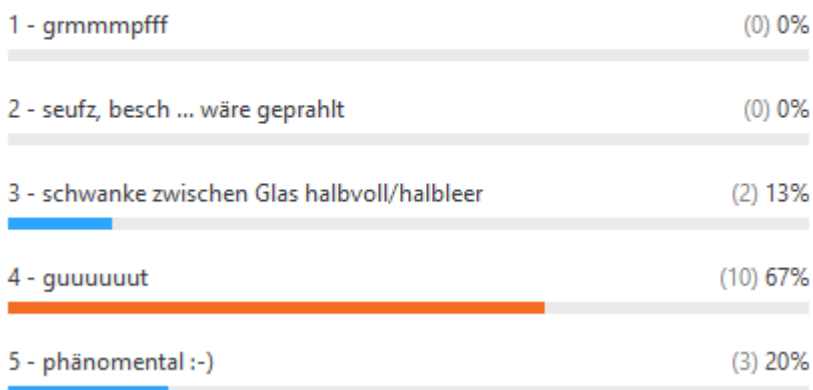 1 - grmmmpfff (0) 0%
2 - seufz, besch ... wäre geprahlt (0) 0%
3 - schwanke zwischen Glas halbvoll/halbleer (2) 13%
4 - guuuuuut (10) 67%
5 - phänomental :-) (3) 20%